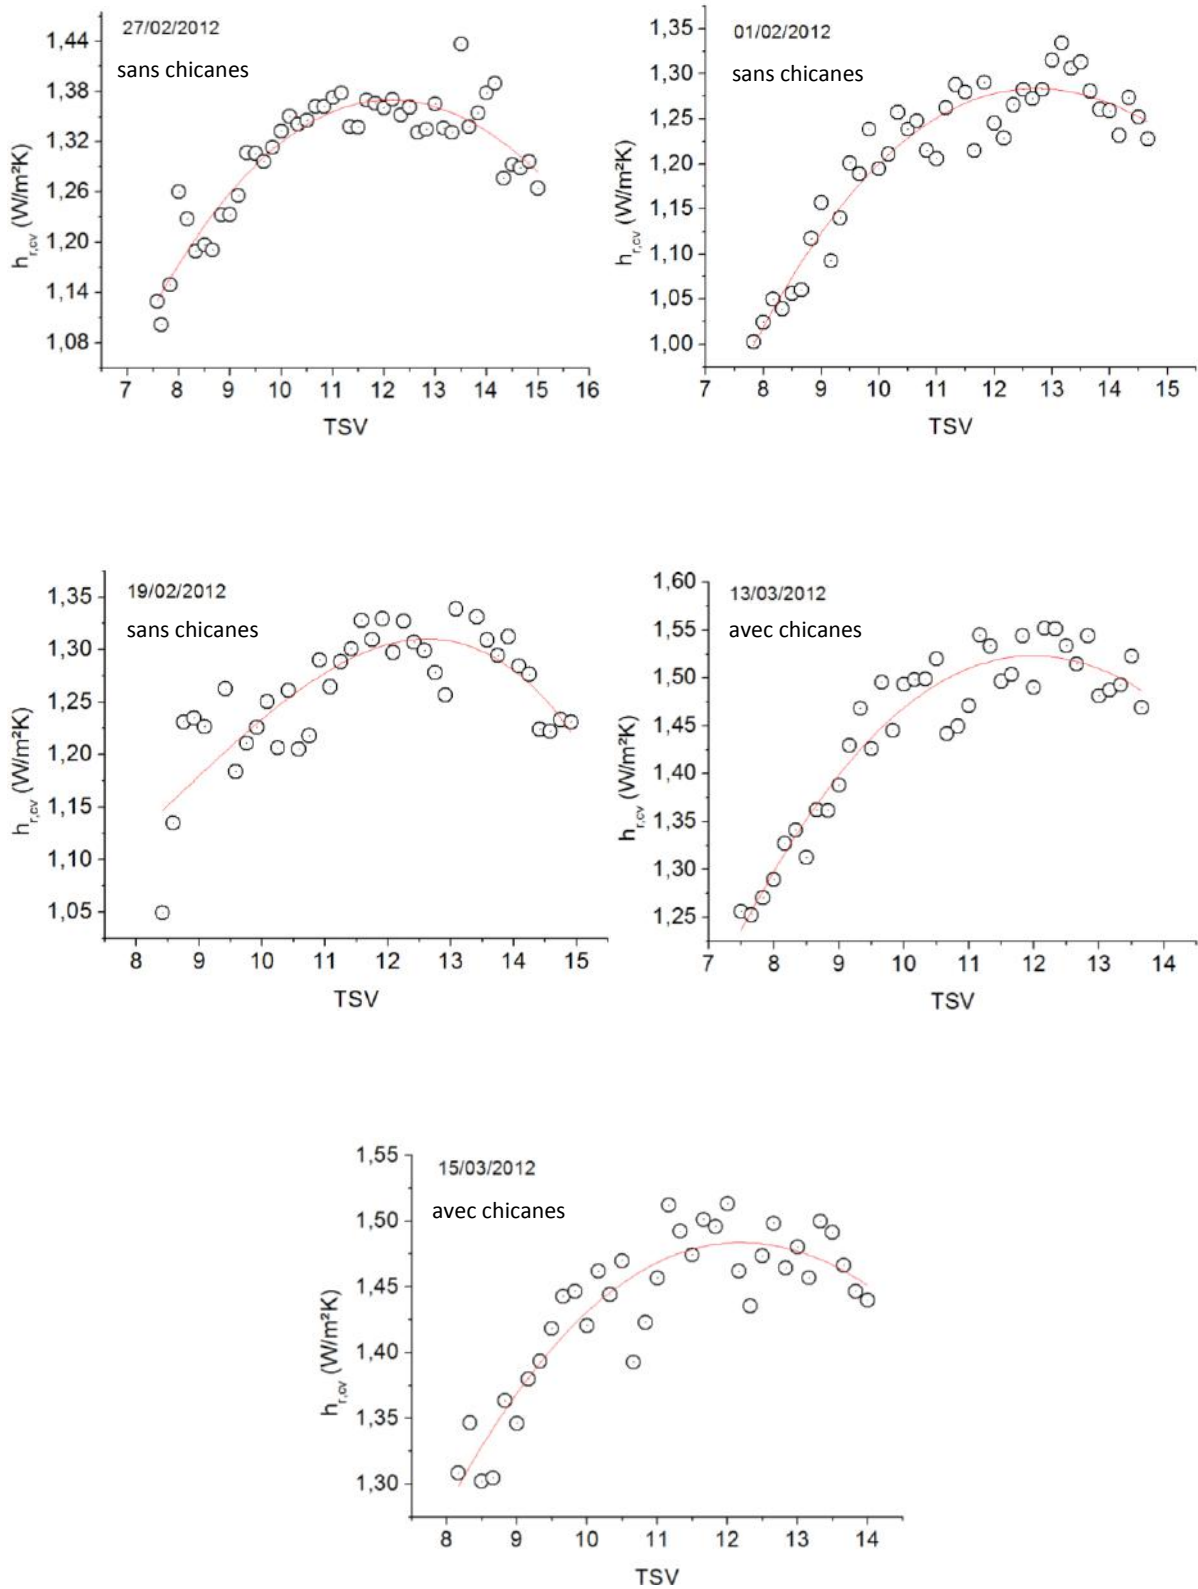 27/02/2012
sans chicanes
1,44
1,38
1,32
1,26
1,20
1,14
1,08
h r,cv (W/m²K)
7 8 9 10 11 12 13 14 15 16
TSV
01/02/2012
sans chicanes
1,35
1,30
1,25
1,20
1,15
1,10
1,05
1,00
h r,cv (W/m²K)
7 8 9 10 11 12 13 14 15
TSV
19/02/2012
sans chicanes
1,35
1,30
1,25
1,20
1,15
1,10
1,05
h r,cv (W/m²K)
8 9 10 11 12 13 14 15
TSV
13/03/2012
avec chicanes
1,60
1,55
1,50
1,45
1,40
1,35
1,30
1,25
h r,cv (W/m²K)
7 8 9 10 11 12 13 14
TSV
15/03/2012
avec chicanes
1,55
1,50
1,45
1,40
1,35
1,30
h r,cv (W/m²K)
8 9 10 11 12 13 14
TSV